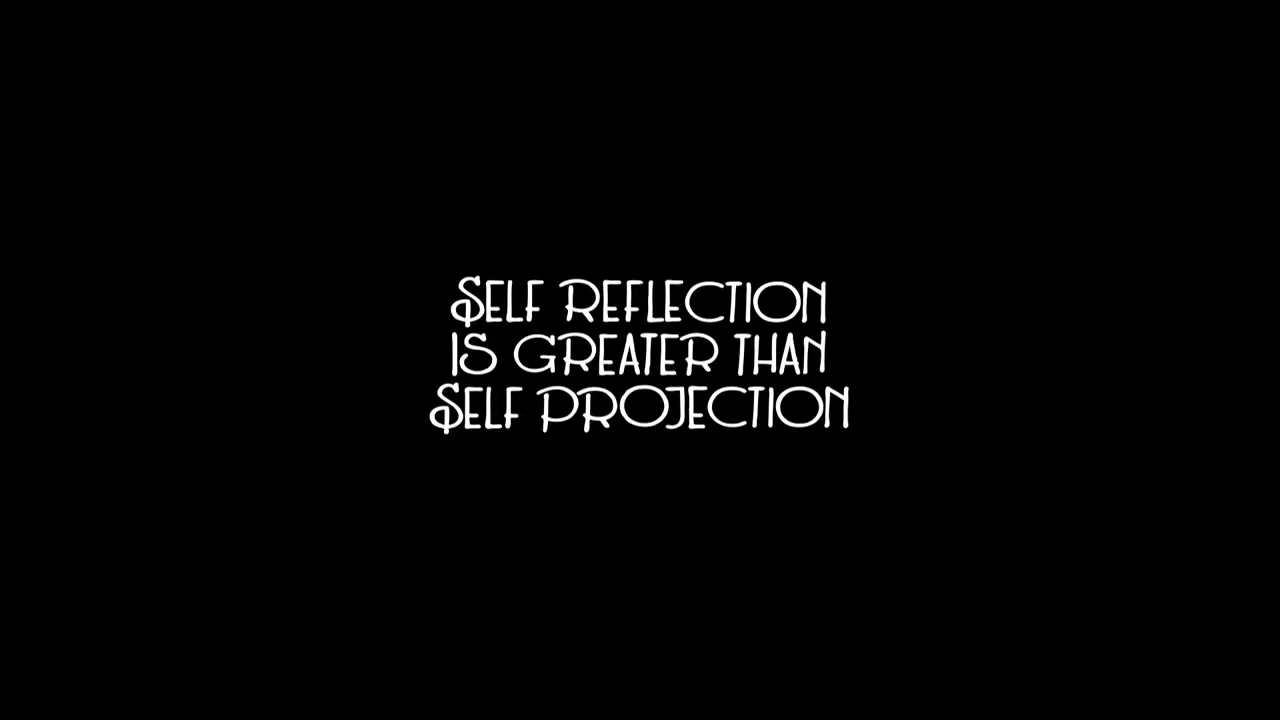 Self Reflection
is greater than
Self Projection